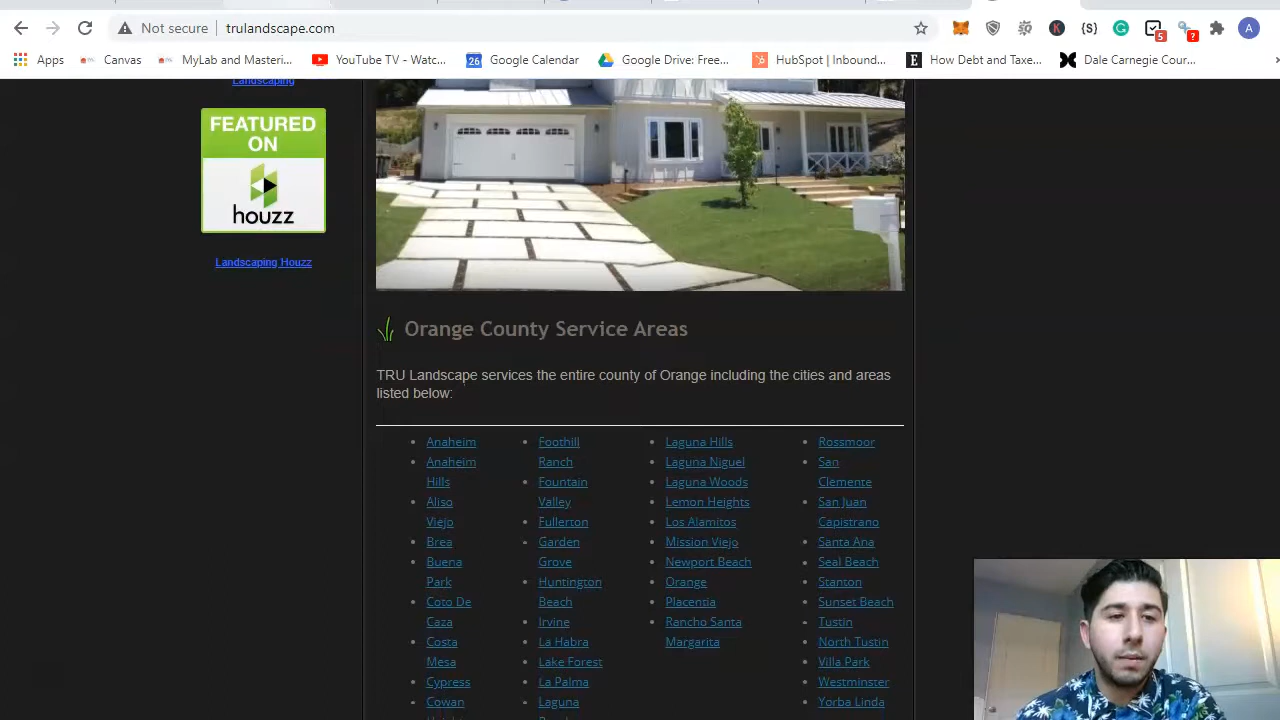 Not secure | trulandscape.com
Apps
Canvas
MyLand Masteri...
YouTube TV - Watc...
26
Google Calendar
Google Drive: Free...
HubSpot | Inbound...
E
How Debt and Taxe...
Dale Carnegie Cour...
K
{S}
G
5
?
A
Landscaping
FEATURED
ON
houzz
Landscaping Houzz
Orange County Service Areas
TRU Landscape services the entire county of Orange including the cities and areas
listed below:
Anaheim
Anaheim
Hills
Aliso
Viejo
Brea
Buena
Park
Coto De
Caza
Costa
Mesa
Cypress
Cowan
Foothill
Ranch
Fountain
Valley
Fullerton
Garden
Grove
Huntington
Beach
Irvine
La Habra
Lake Forest
La Palma
Laguna
Laguna Hills
Laguna Niguel
Laguna Woods
Lemon Heights
Los Alamitos
Mission Viejo
Newport Beach
Orange
Placentia
Rancho Santa
Margarita
Rossmoor
San
Clemente
San Juan
Capistrano
Santa Ana
Seal Beach
Stanton
Sunset Beach
Tustin
North Tustin
Villa Park
Westminster
Yorba Linda